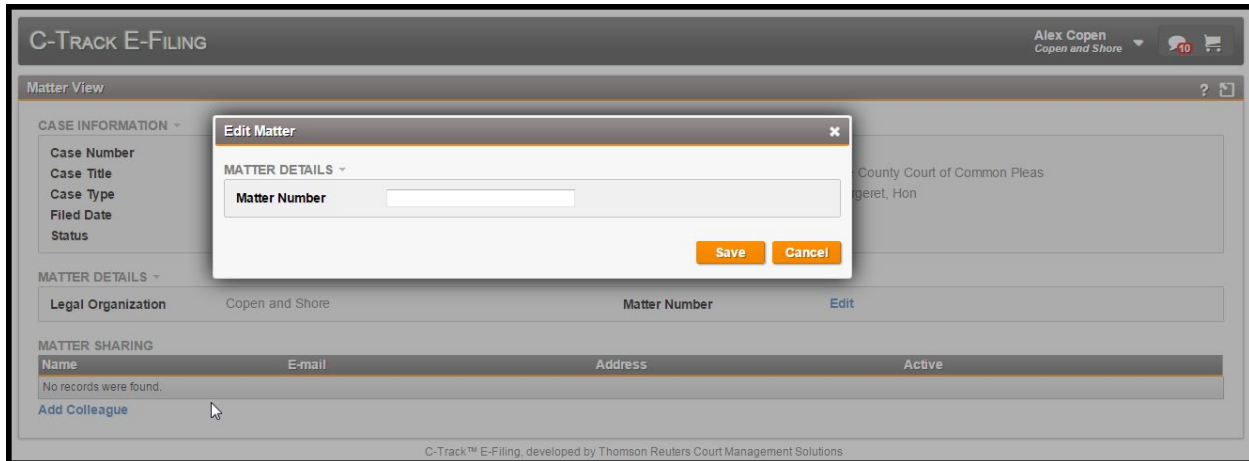 C-TRACK E-FILING
Alex Copen
Copen and Shore
10
Matter View
?
CASE INFORMATION
Case Number
Case Title
Case Type
Filed Date
Status
County Court of Common Pleas
Hon
Edit Matter
MATTER DETAILS
Matter Number
Save Cancel
MATTER DETAILS
Legal Organization Copen and Shore Matter Number Edit
MATTER SHARING
Name E-mail Address Active
No records were found.
Add Colleague
C-Track™ E-Filing, developed by Thomson Reuters Court Management Solutions